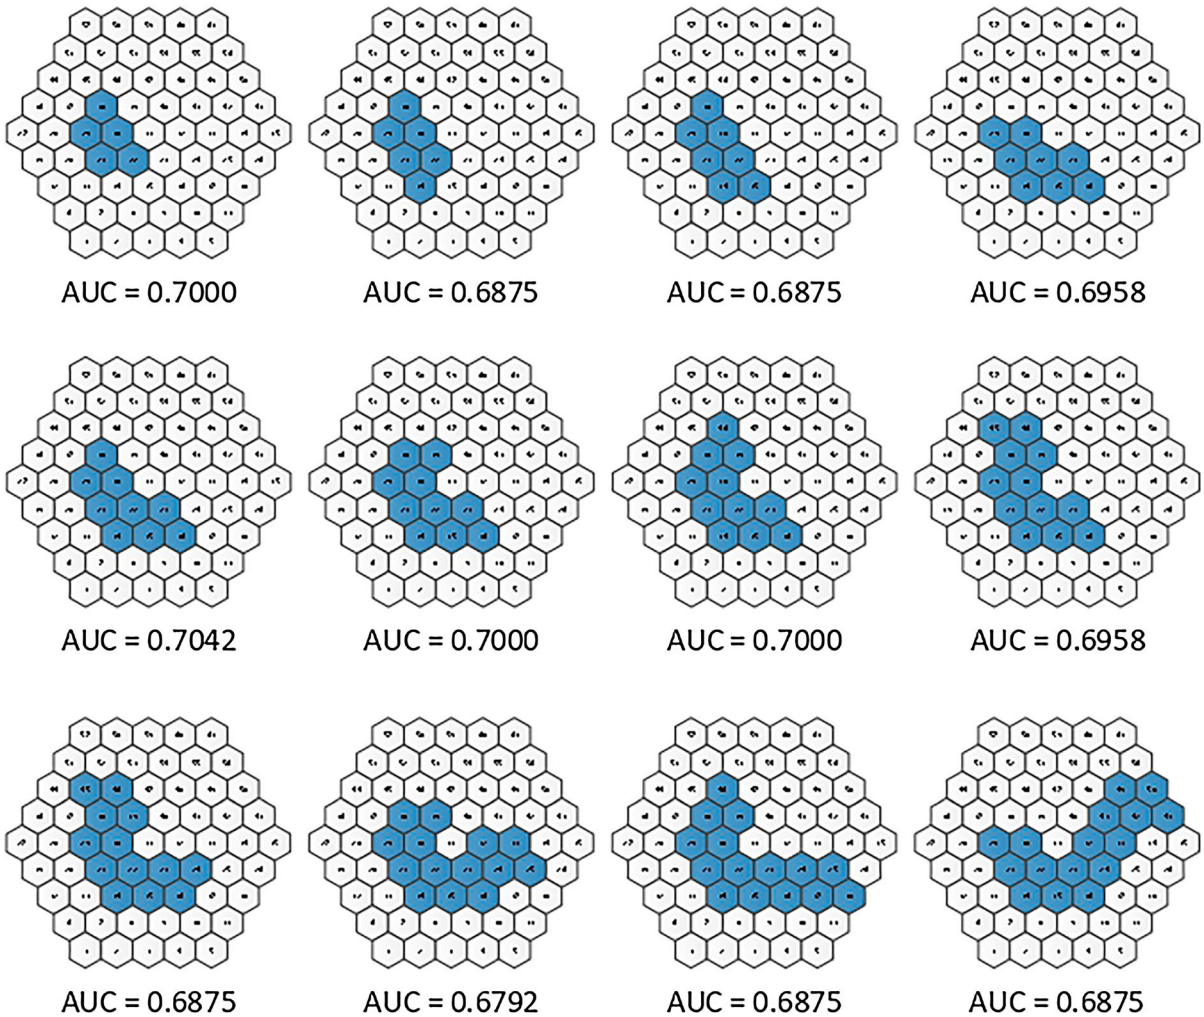 AUC = 0.7000 AUC = 0.6875 AUC = 0.6875 AUC = 0.6958
AUC = 0.7042 AUC = 0.7000 AUC = 0.7000 AUC = 0.6958
AUC = 0.6875 AUC = 0.6792 AUC = 0.6875 AUC = 0.6875